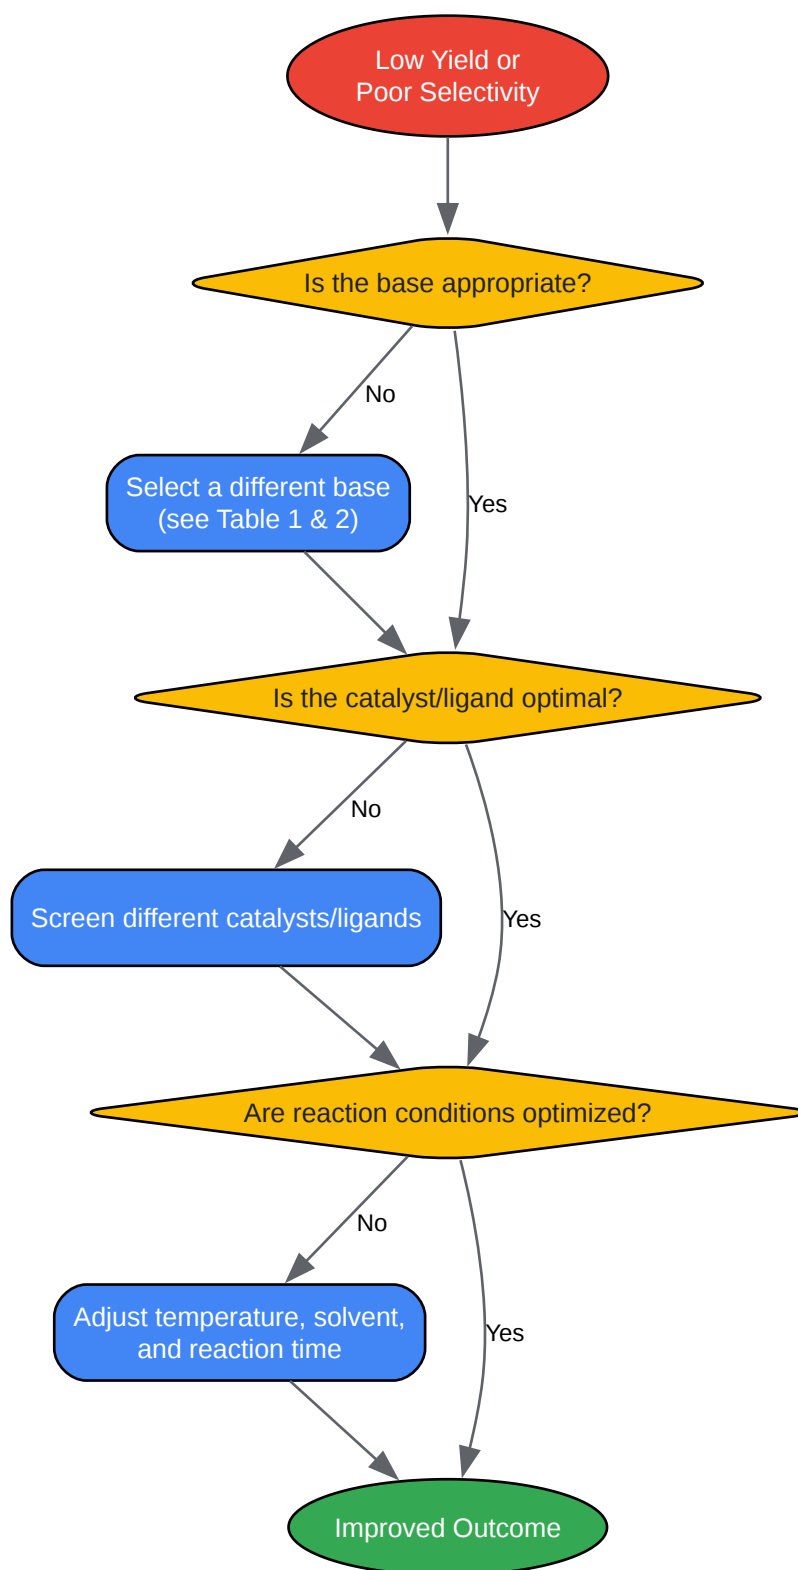 Low Yield or
Poor Selectivity
Is the base appropriate?
No
Select a different base
(see Table 1 & 2)
Yes
Is the catalyst/ligand optimal?
No
Screen different catalysts/ligands
Yes
Are reaction conditions optimized?
No
Adjust temperature, solvent,
and reaction time
Yes
Improved Outcome